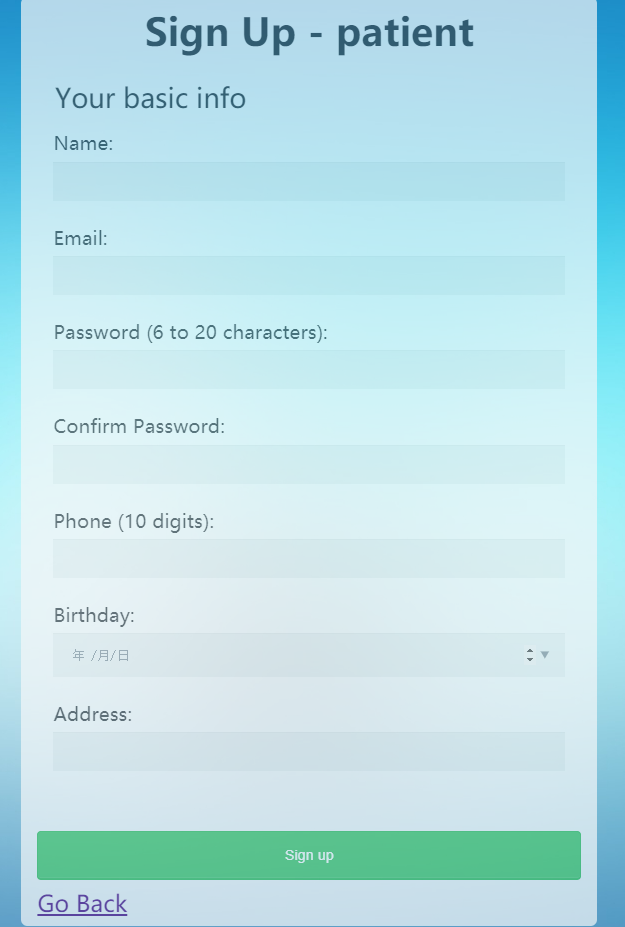 Sign Up - patient
Your basic info
Name:
Email:
Password (6 to 20 characters):
Confirm Password:
Phone (10 digits):
Birthday:
年 /月/日
Address:
Sign up
Go Back